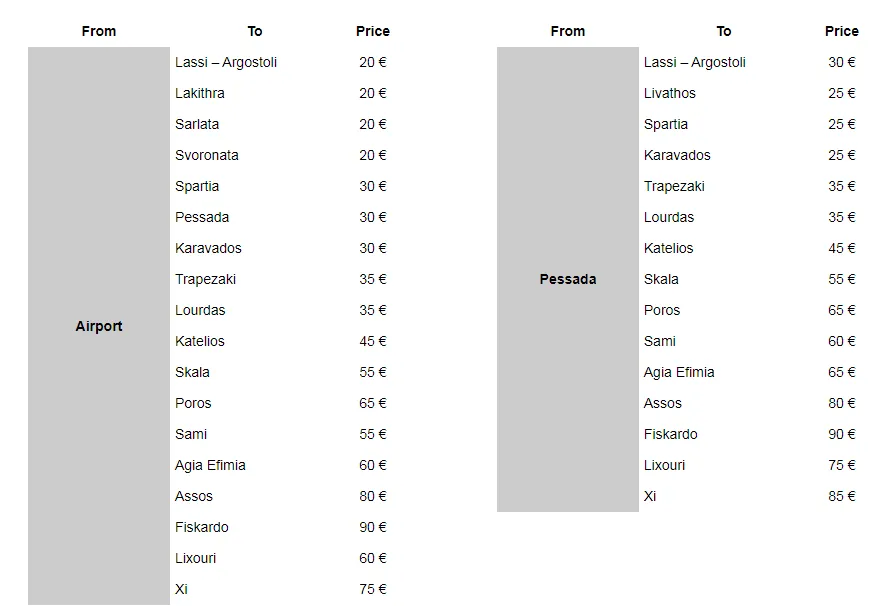 From To Price
Lassi – Argostoli 20 €
Lakithra 20 €
Sarlata 20 €
Svoronata 20 €
Spartia 30 €
Pessada 30 €
Karavados 30 €
Trapezaki 35 €
Lourdas 35 €
Airport
Katelios 45 €
Skala 55 €
Poros 65 €
Sami 55 €
Agia Efimia 60 €
Assos 80 €
Fiskardo 90 €
Lixouri 60 €
Xi 75 €
From To Price
Lassi – Argostoli 30 €
Livathos 25 €
Spartia 25 €
Karavados 25 €
Trapezaki 35 €
Lourdas 35 €
Katelios 45 €
Pessada Skala 55 €
Poros 65 €
Sami 60 €
Agia Efimia 65 €
Assos 80 €
Fiskardo 90 €
Lixouri 75 €
Xi 85 €